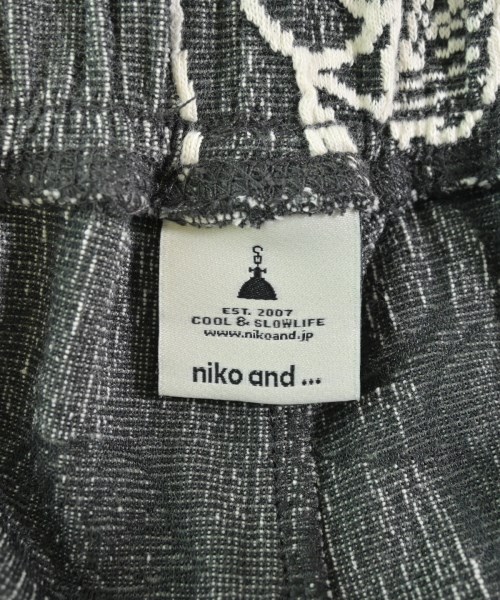 EST. 2007
COOL & SLOWLIFE
www.nikoand.jp
niko and ...